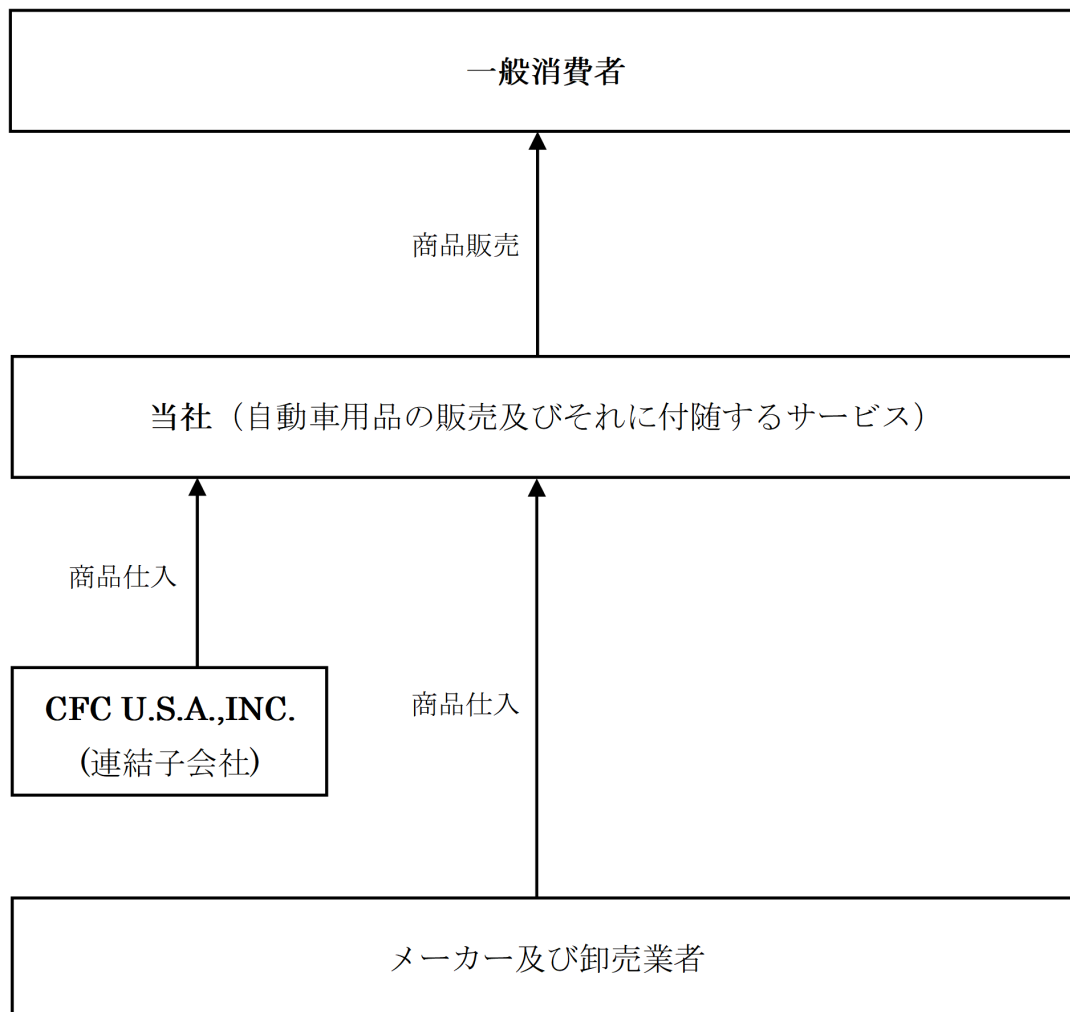 一般消費者
商品販売
当社（自動車用品の販売及びそれに付随するサービス）
商品仕入
CFC U.S.A.,INC.
(連結子会社)
商品仕入
メーカー及び卸売業者